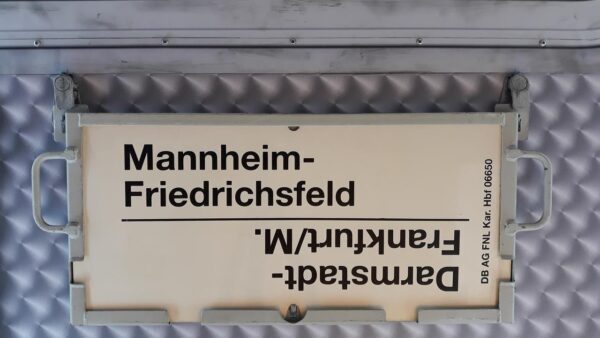 Mannheim-
Friedrichsfeld
Darmstadt-
Frankfurt/M.
DB AG FNL Kar. Hbf 06650